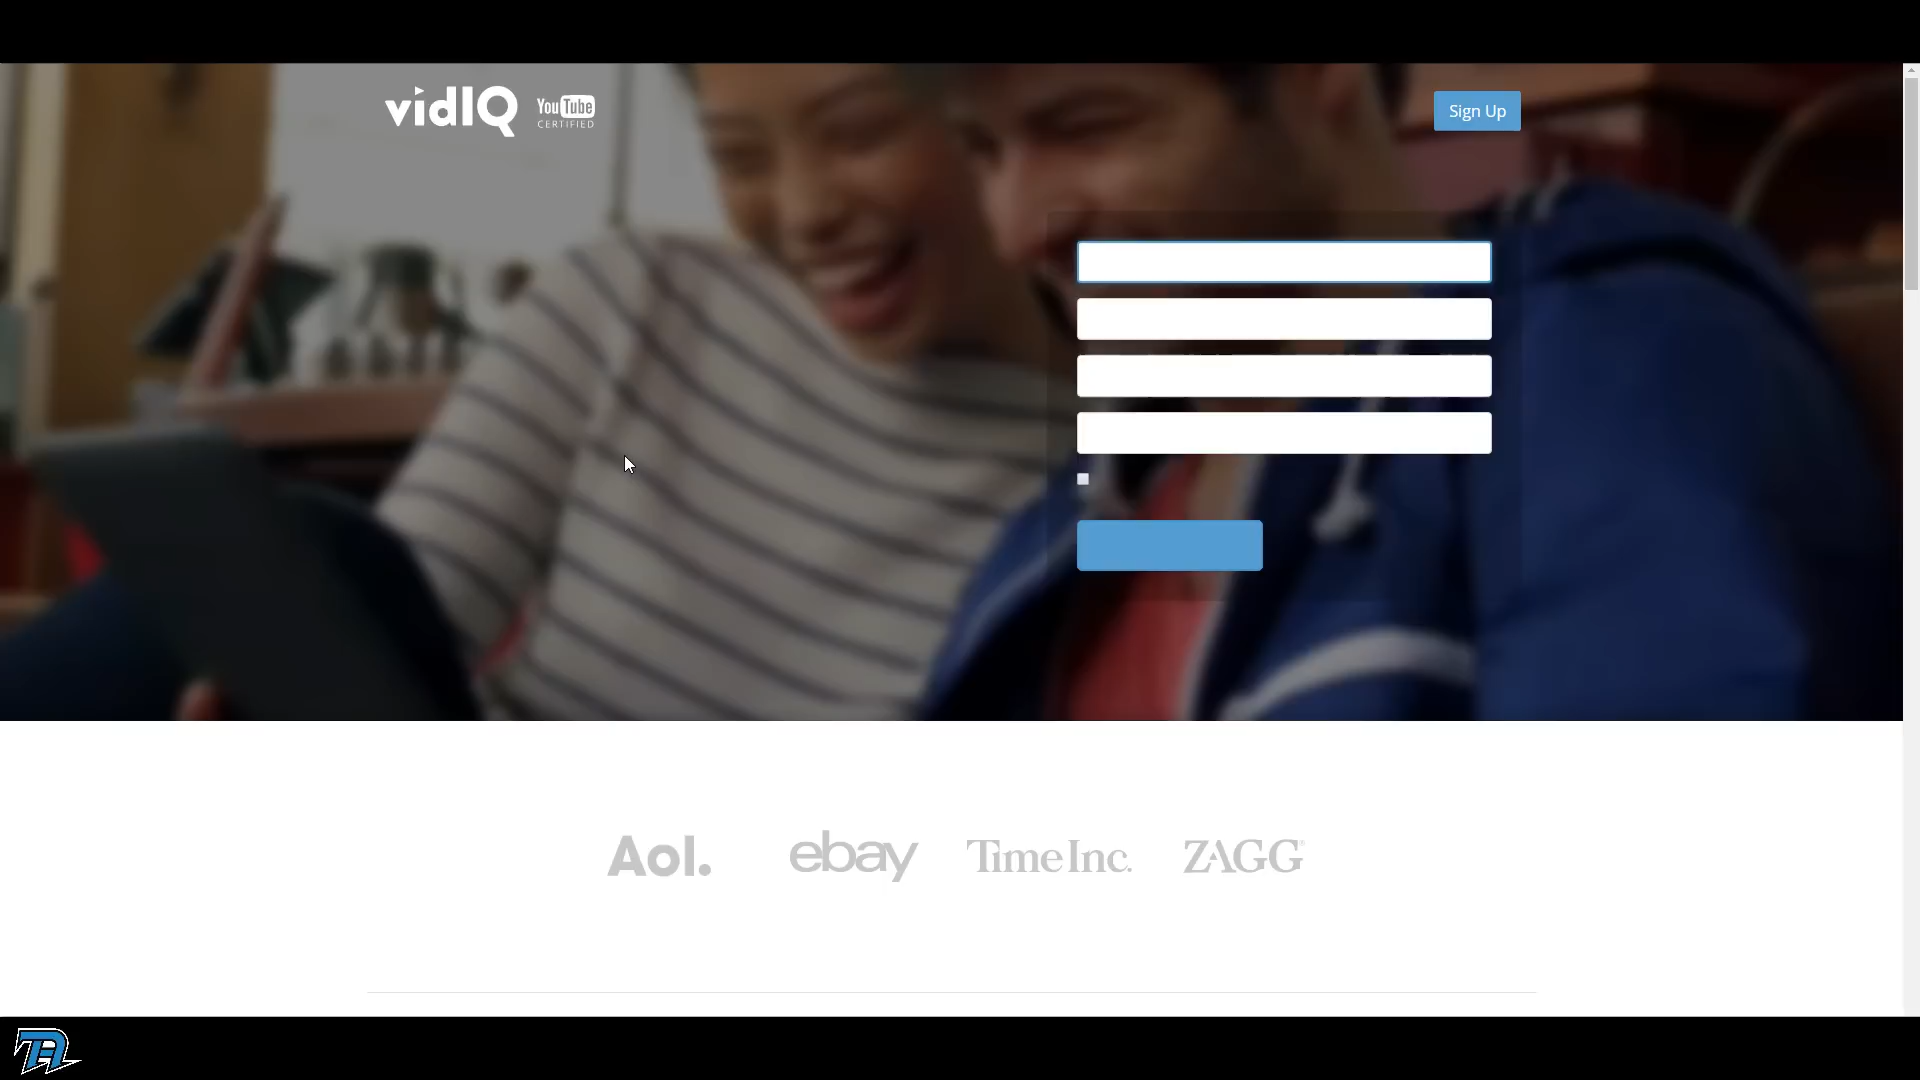 vidIQ
YouTube
CERTIFIED
Sign Up
Aol.
ebay
Time Inc.
ZAGG